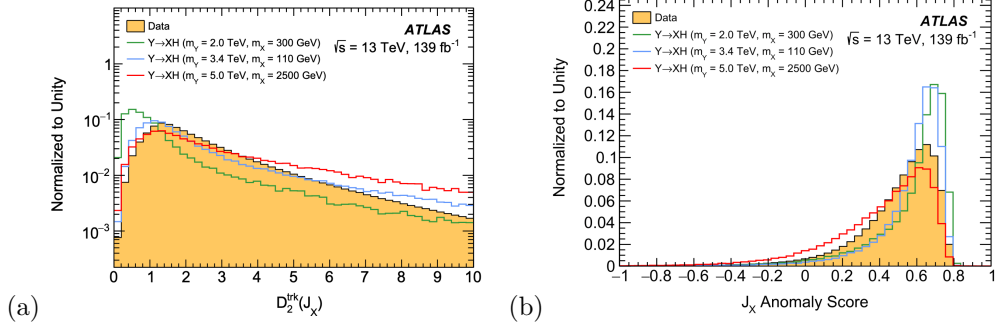 Data
Y→XH (m_Y = 2.0 TeV, m_X = 300 GeV)
Y→XH (m_Y = 3.4 TeV, m_X = 110 GeV)
Y→XH (m_Y = 5.0 TeV, m_X = 2500 GeV)
ATLAS
√s = 13 TeV, 139 fb⁻¹
Normalized to Unity
1
10⁻¹
10⁻²
10⁻³
0 1 2 3 4 5 6 7 8 9 10
D₂ᵗʳᵏ(J_X)
(a)
Data
Y→XH (m_Y = 2.0 TeV, m_X = 300 GeV)
Y→XH (m_Y = 3.4 TeV, m_X = 110 GeV)
Y→XH (m_Y = 5.0 TeV, m_X = 2500 GeV)
ATLAS
√s = 13 TeV, 139 fb⁻¹
Normalized to Unity
0.24
0.22
0.2
0.18
0.16
0.14
0.12
0.1
0.08
0.06
0.04
0.02
0
−1 −0.8 −0.6 −0.4 −0.2 0 0.2 0.4 0.6 0.8 1
J_X Anomaly Score
(b)